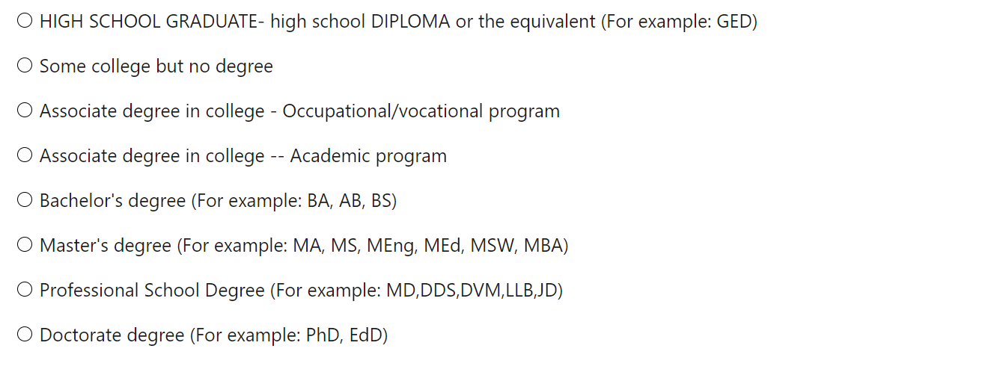 HIGH SCHOOL GRADUATE- high school DIPLOMA or the equivalent (For example: GED)
Some college but no degree
Associate degree in college - Occupational/vocational program
Associate degree in college -- Academic program
Bachelor's degree (For example: BA, AB, BS)
Master's degree (For example: MA, MS, MEng, MEd, MSW, MBA)
Professional School Degree (For example: MD,DDS,DVM,LLB,JD)
Doctorate degree (For example: PhD, EdD)